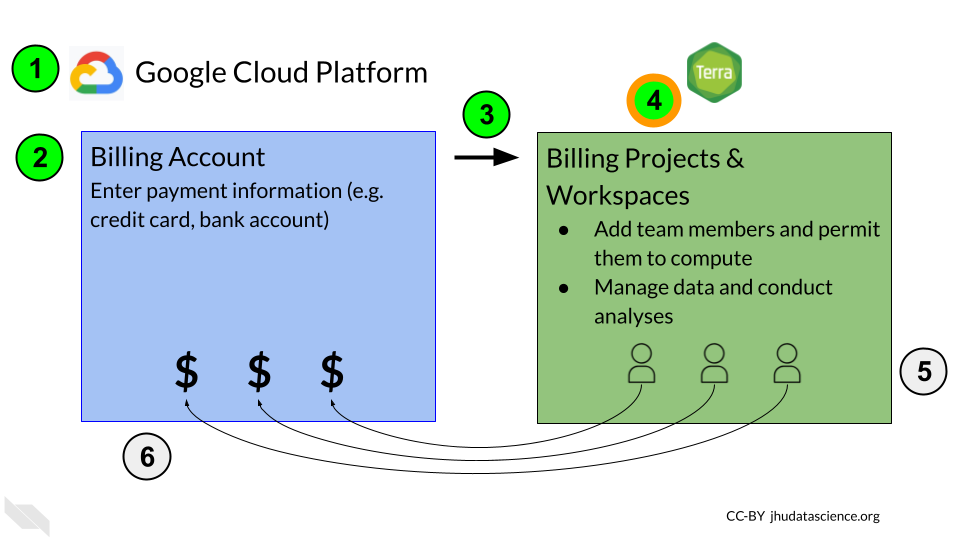 1
Google Cloud Platform
Terra
4
3
2
Billing Account
Enter payment information (e.g.
credit card, bank account)
$ $ $
Billing Projects &
Workspaces
● Add team members and permit
them to compute
● Manage data and conduct
analyses
5
6
CC-BY jhudatascience.org